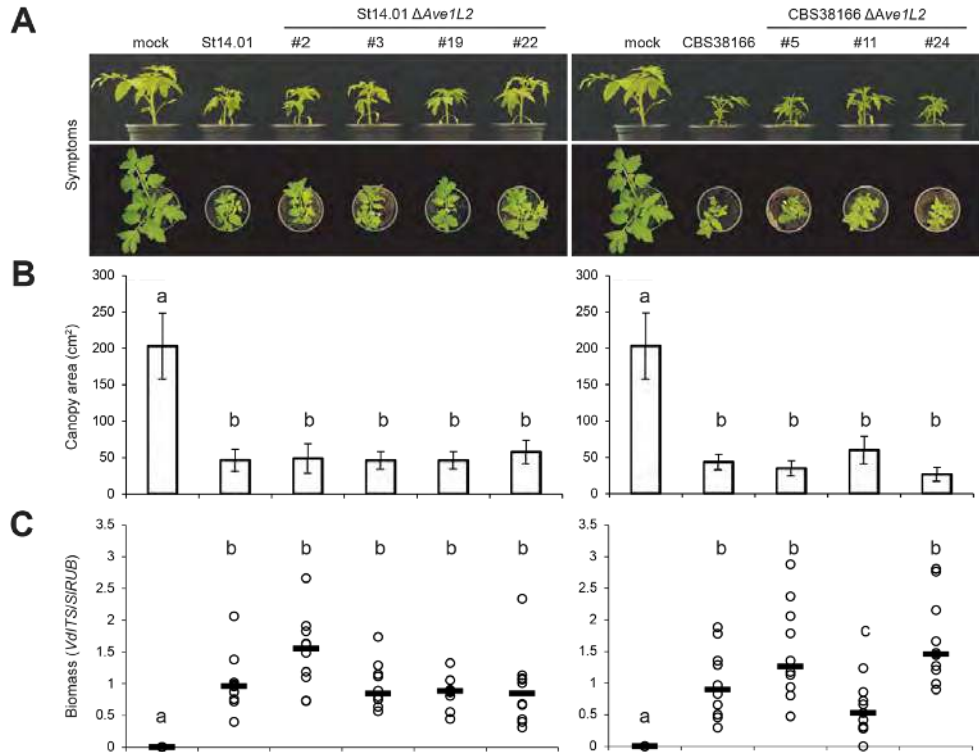 A
St14.01 ΔAve1L2
CBS38166 ΔAve1L2
mock St14.01 #2 #3 #19 #22
mock CBS38166 #5 #11 #24
Symptoms
B
Canopy area (cm²)
300
250
200
150
100
50
0
a b b b b b
300
250
200
150
100
50
0
a b b b b
C
Biomass (VdITS/SlRUB)
3.5
3
2.5
2
1.5
1
0.5
0
a b b b b b
3.5
3
2.5
2
1.5
1
0.5
0
a b b c b